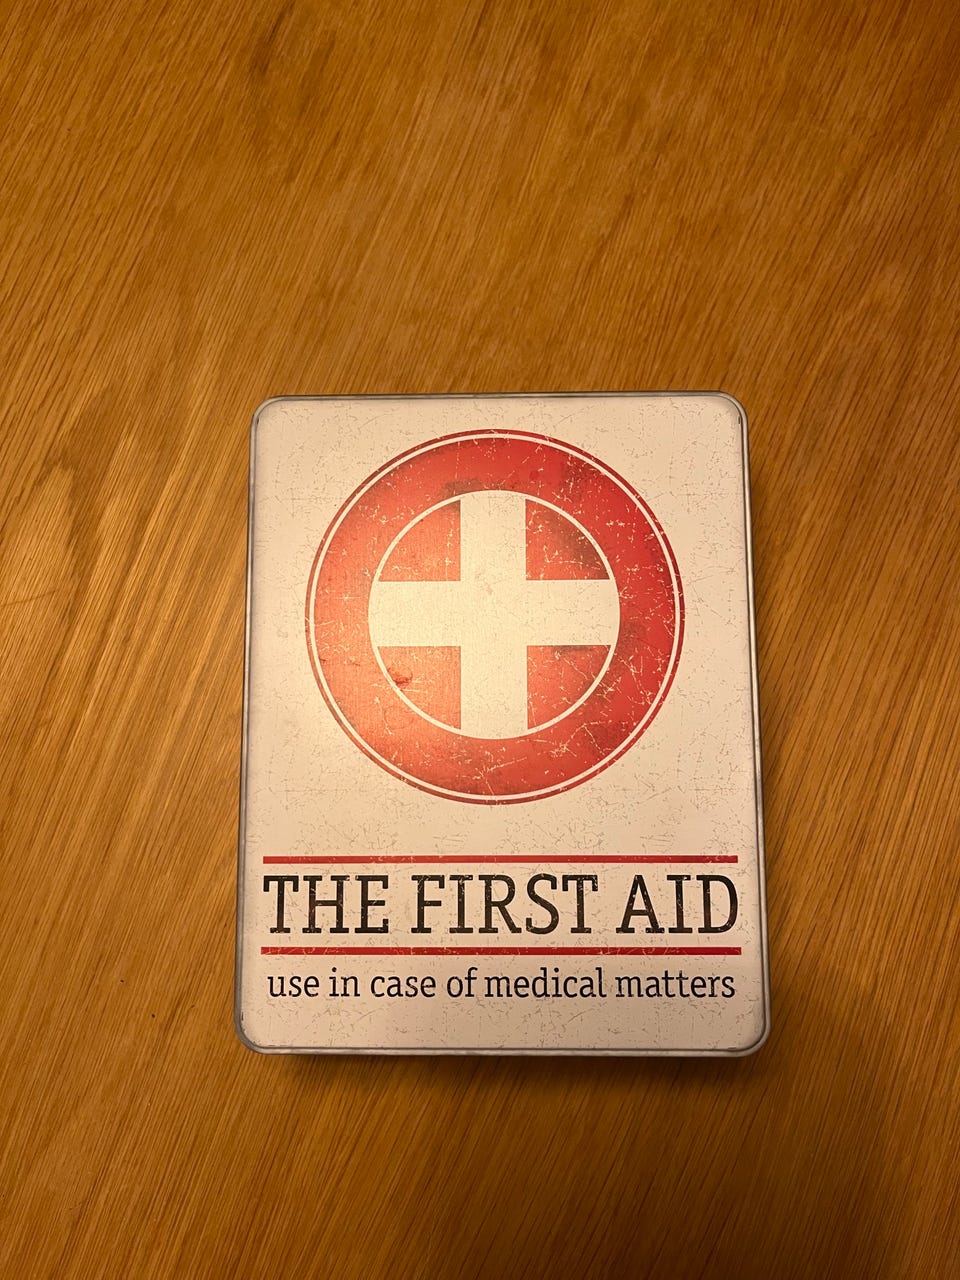 THE FIRST AID
use in case of medical matters